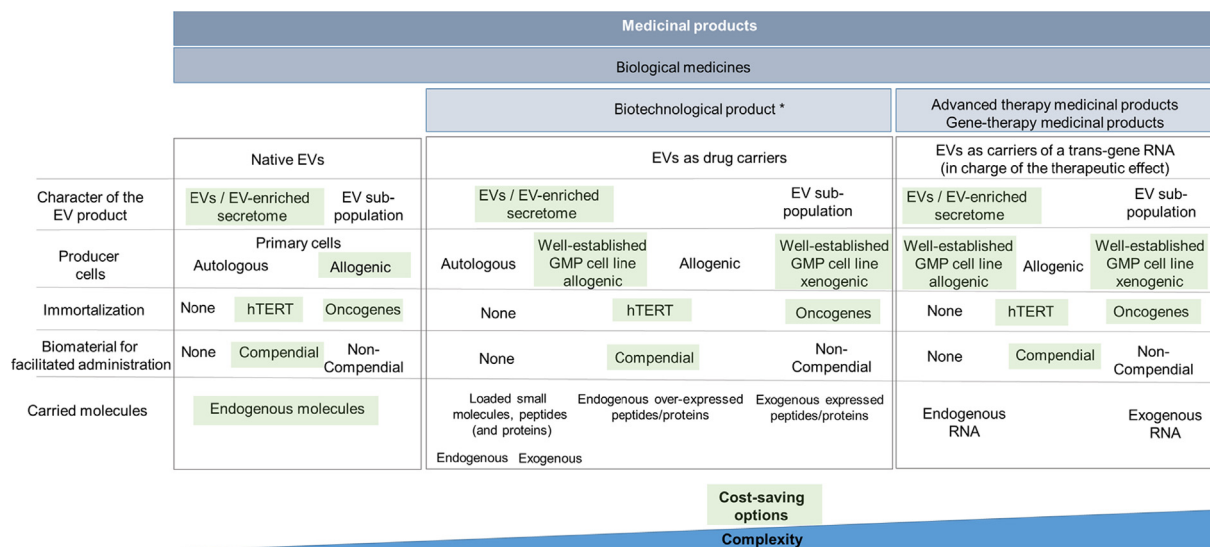 Medicinal products
Biological medicines
Biotechnological product *
Advanced therapy medicinal products
Gene-therapy medicinal products
Native EVs
EVs as drug carriers
EVs as carriers of a trans-gene RNA
(in charge of the therapeutic effect)
Character of the
EV product
EVs / EV-enriched
secretome
EV sub-
population
EVs / EV-enriched
secretome
EV sub-
population
EVs / EV-enriched
secretome
EV sub-
population
Producer
cells
Primary cells
Autologous
Allogenic
Autologous
Well-established
GMP cell line
allogenic
Allogenic
Well-established
GMP cell line
xenogenic
Well-established
GMP cell line
allogenic
Allogenic
Well-established
GMP cell line
xenogenic
Immortalization
None
hTERT
Oncogenes
None
hTERT
Oncogenes
None
hTERT
Oncogenes
Biomaterial for
facilitated administration
None
Compendial
Non-
Compendial
None
Compendial
Non-
Compendial
None
Compendial
Non-
Compendial
Carried molecules
Endogenous molecules
Loaded small
molecules, peptides
(and proteins)
Endogenous Exogenous
Endogenous over-expressed
peptides/proteins
Exogenous expressed
peptides/proteins
Endogenous
RNA
Exogenous
RNA
Cost-saving
options
Complexity